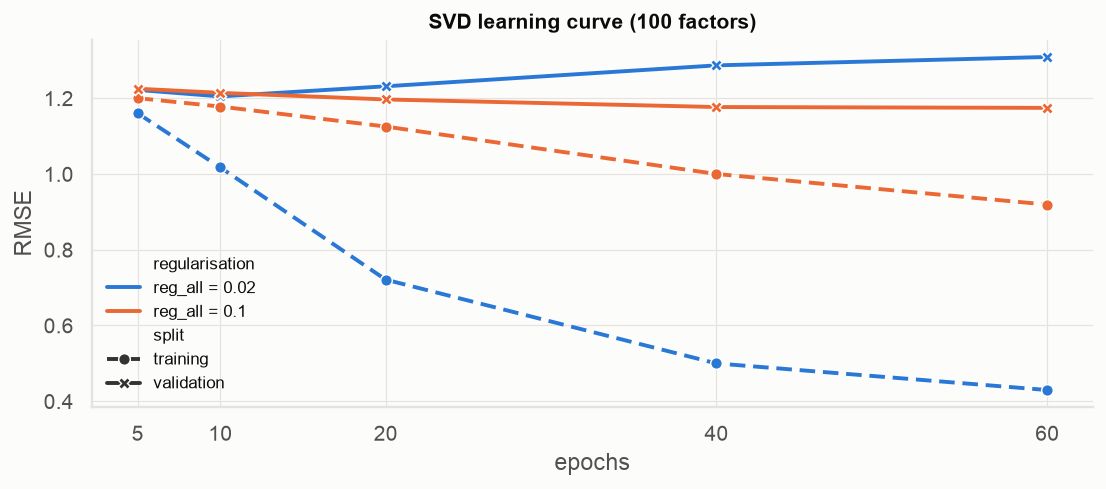 SVD learning curve (100 factors)
RMSE
1.2
1.0
0.8
0.6
0.4
regularisation
reg_all = 0.02
reg_all = 0.1
split
training
validation
5 10 20 40 60
epochs